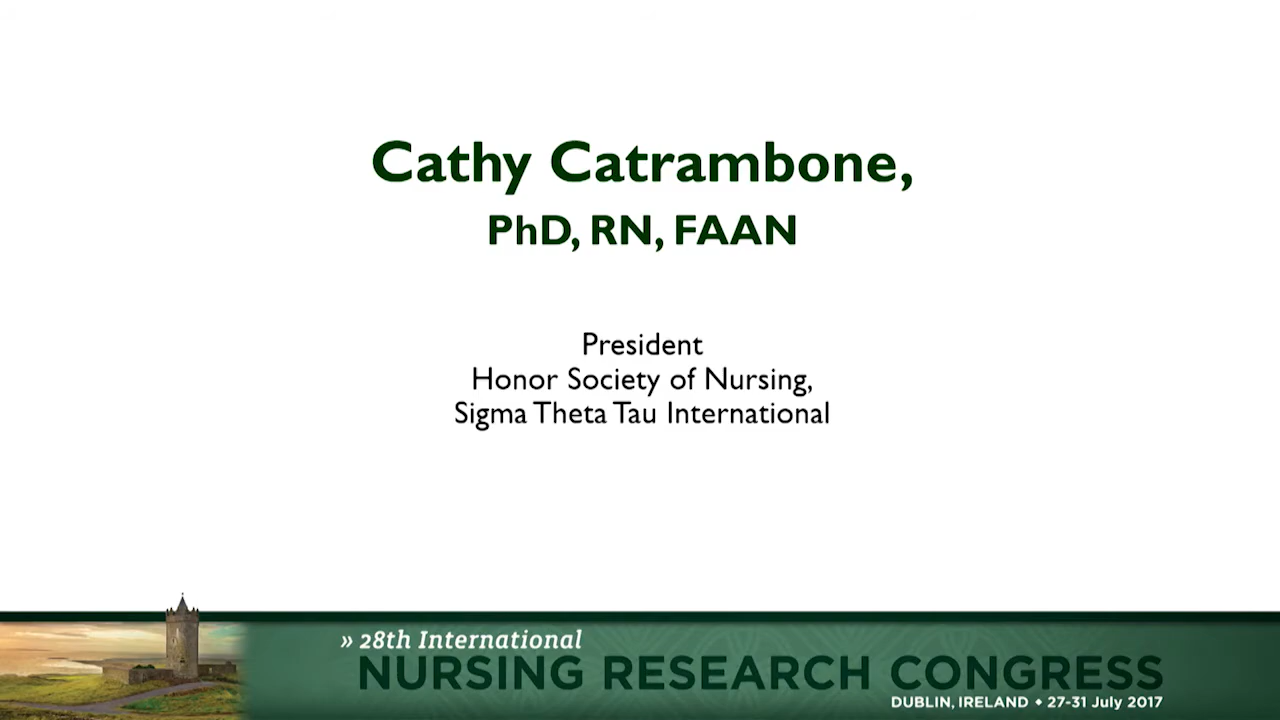 Cathy Catrambone,
PhD, RN, FAAN
President
Honor Society of Nursing,
Sigma Theta Tau International
» 28th International
NURSING RESEARCH CONGRESS
DUBLIN, IRELAND • 27-31 July 2017